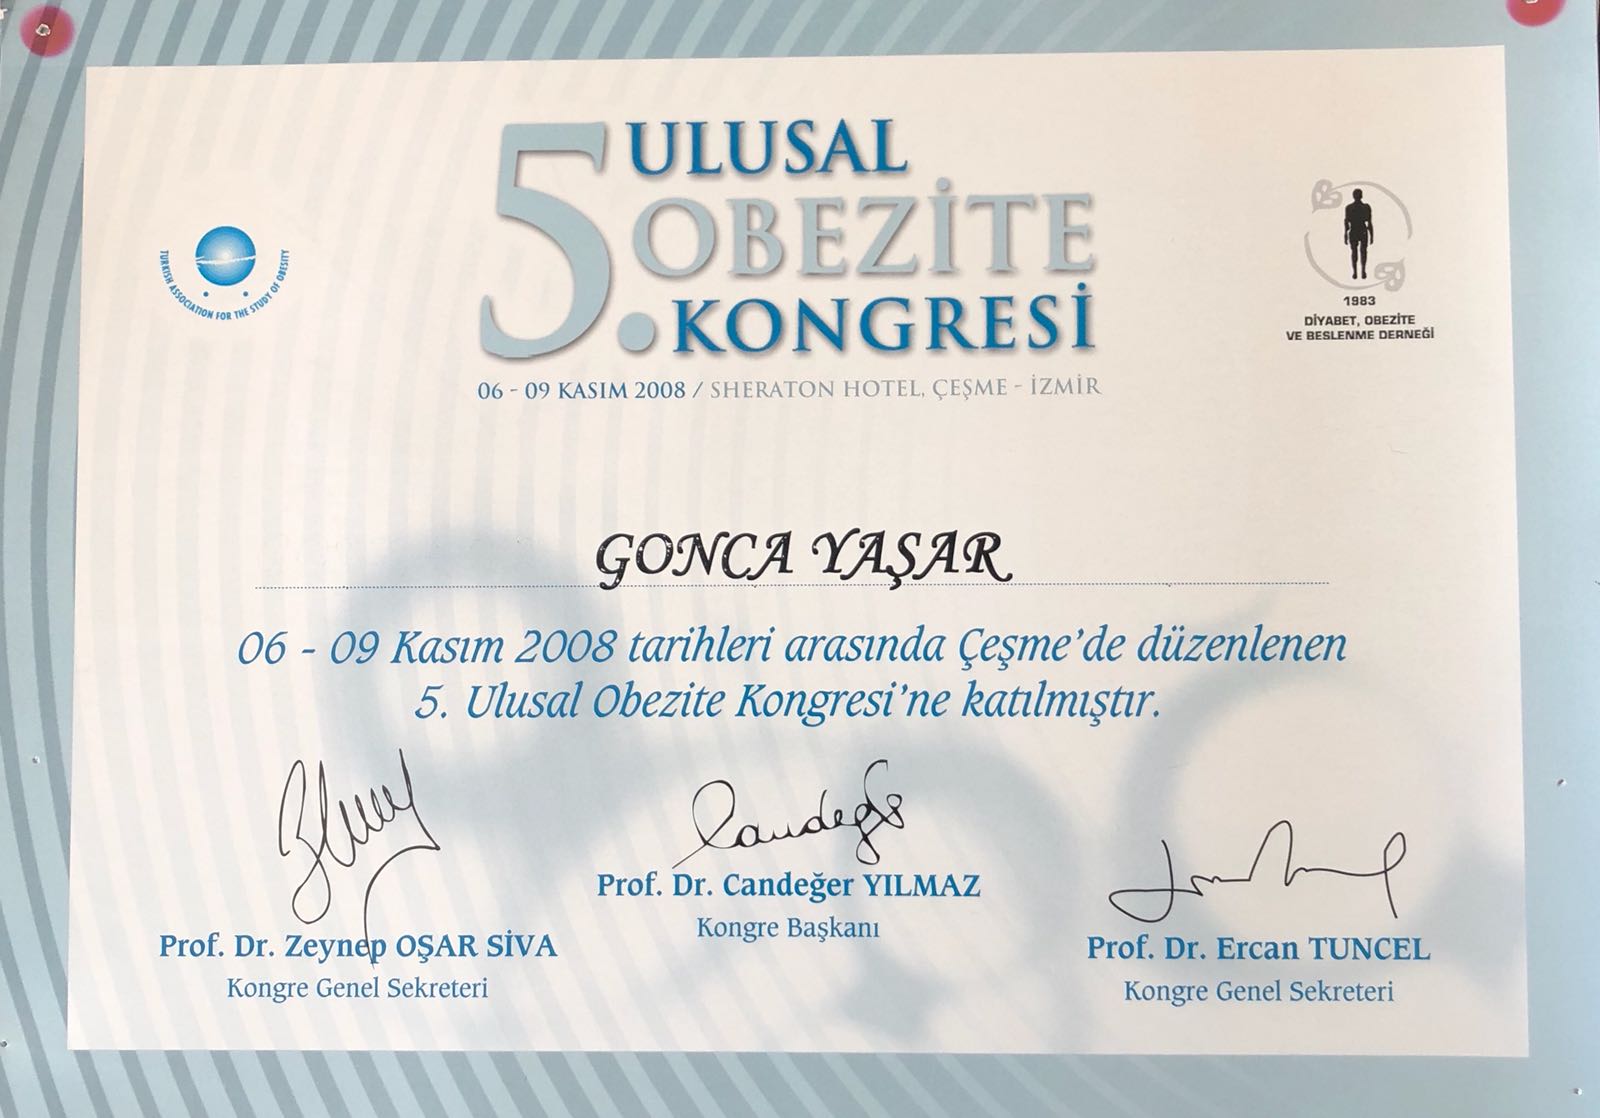 5. ULUSAL
OBEZİTE
KONGRESİ
06 - 09 KASIM 2008 / SHERATON HOTEL, ÇEŞME - İZMİR
TURKISH ASSOCIATION FOR THE STUDY OF OBESITY
1983
DİYABET, OBEZİTE
VE BESLENME DERNEĞİ
GONCA YAŞAR
06 - 09 Kasım 2008 tarihleri arasında Çeşme'de düzenlenen
5. Ulusal Obezite Kongresi'ne katılmıştır.
Prof. Dr. Zeynep OŞAR SİVA
Kongre Genel Sekreteri
Prof. Dr. Candeğer YILMAZ
Kongre Başkanı
Prof. Dr. Ercan TUNCEL
Kongre Genel Sekreteri